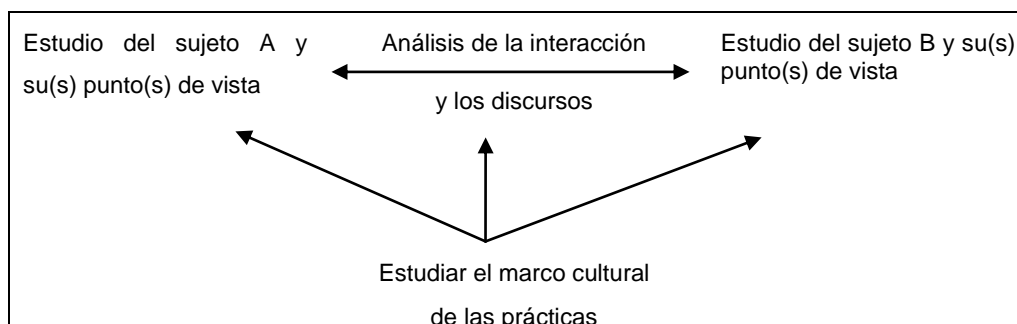 Estudio del sujeto A y
su(s) punto(s) de vista
Análisis de la interacción
y los discursos
Estudio del sujeto B y su(s)
punto(s) de vista
Estudiar el marco cultural
de las prácticas